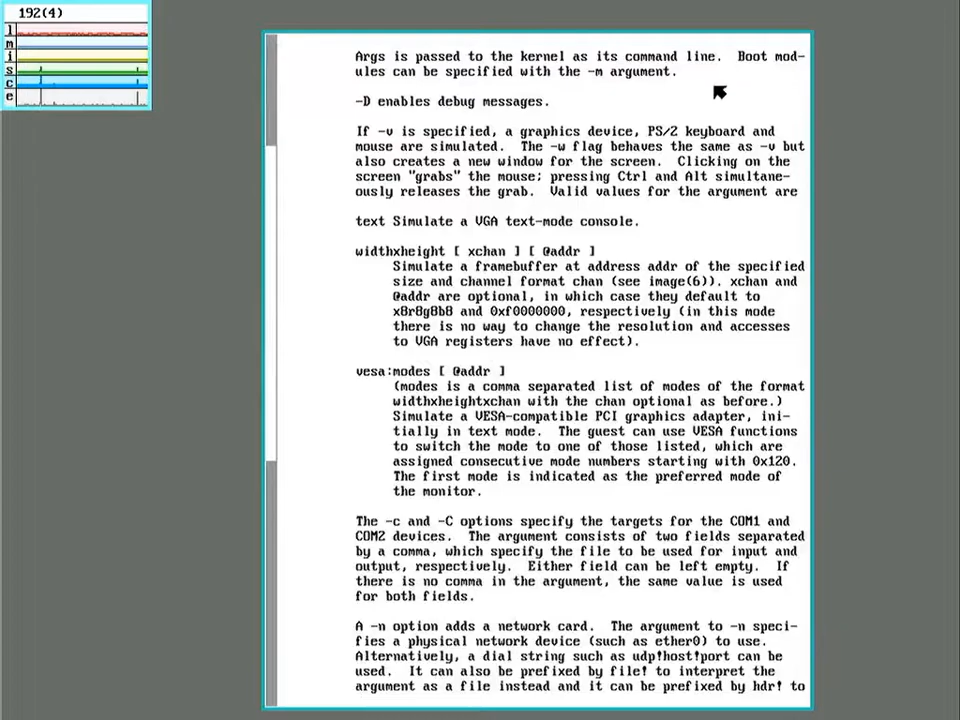 192(4)
l
m
i
s
c
e
Args is passed to the kernel as its command line.  Boot mod-
ules can be specified with the -m argument.
-D enables debug messages.
If -v is specified, a graphics device, PS/2 keyboard and
mouse are simulated.  The -w flag behaves the same as -v but
also creates a new window for the screen.  Clicking on the
screen "grabs" the mouse; pressing Ctrl and Alt simultane-
ously releases the grab.  Valid values for the argument are
text Simulate a VGA text-mode console.
widthxheight [ xchan ] [ @addr ]
Simulate a framebuffer at address addr of the specified
size and channel format chan (see image(6)). xchan and
@addr are optional, in which case they default to
x8r8g8b8 and 0xf0000000, respectively (in this mode
there is no way to change the resolution and accesses
to VGA registers have no effect).
vesa:modes [ @addr ]
(modes is a comma separated list of modes of the format
widthxheightxchan with the chan optional as before.)
Simulate a VESA-compatible PCI graphics adapter, ini-
tially in text mode.  The guest can use VESA functions
to switch the mode to one of those listed, which are
assigned consecutive mode numbers starting with 0x120.
The first mode is indicated as the preferred mode of
the monitor.
The -c and -C options specify the targets for the COM1 and
COM2 devices.  The argument consists of two fields separated
by a comma, which specify the file to be used for input and
output, respectively.  Either field can be left empty.  If
there is no comma in the argument, the same value is used
for both fields.
A -n option adds a network card.  The argument to -n speci-
fies a physical network device (such as ether0) to use.
Alternatively, a dial string such as udp!host!port can be
used.  It can also be prefixed by file! to interpret the
argument as a file instead and it can be prefixed by hdr! to